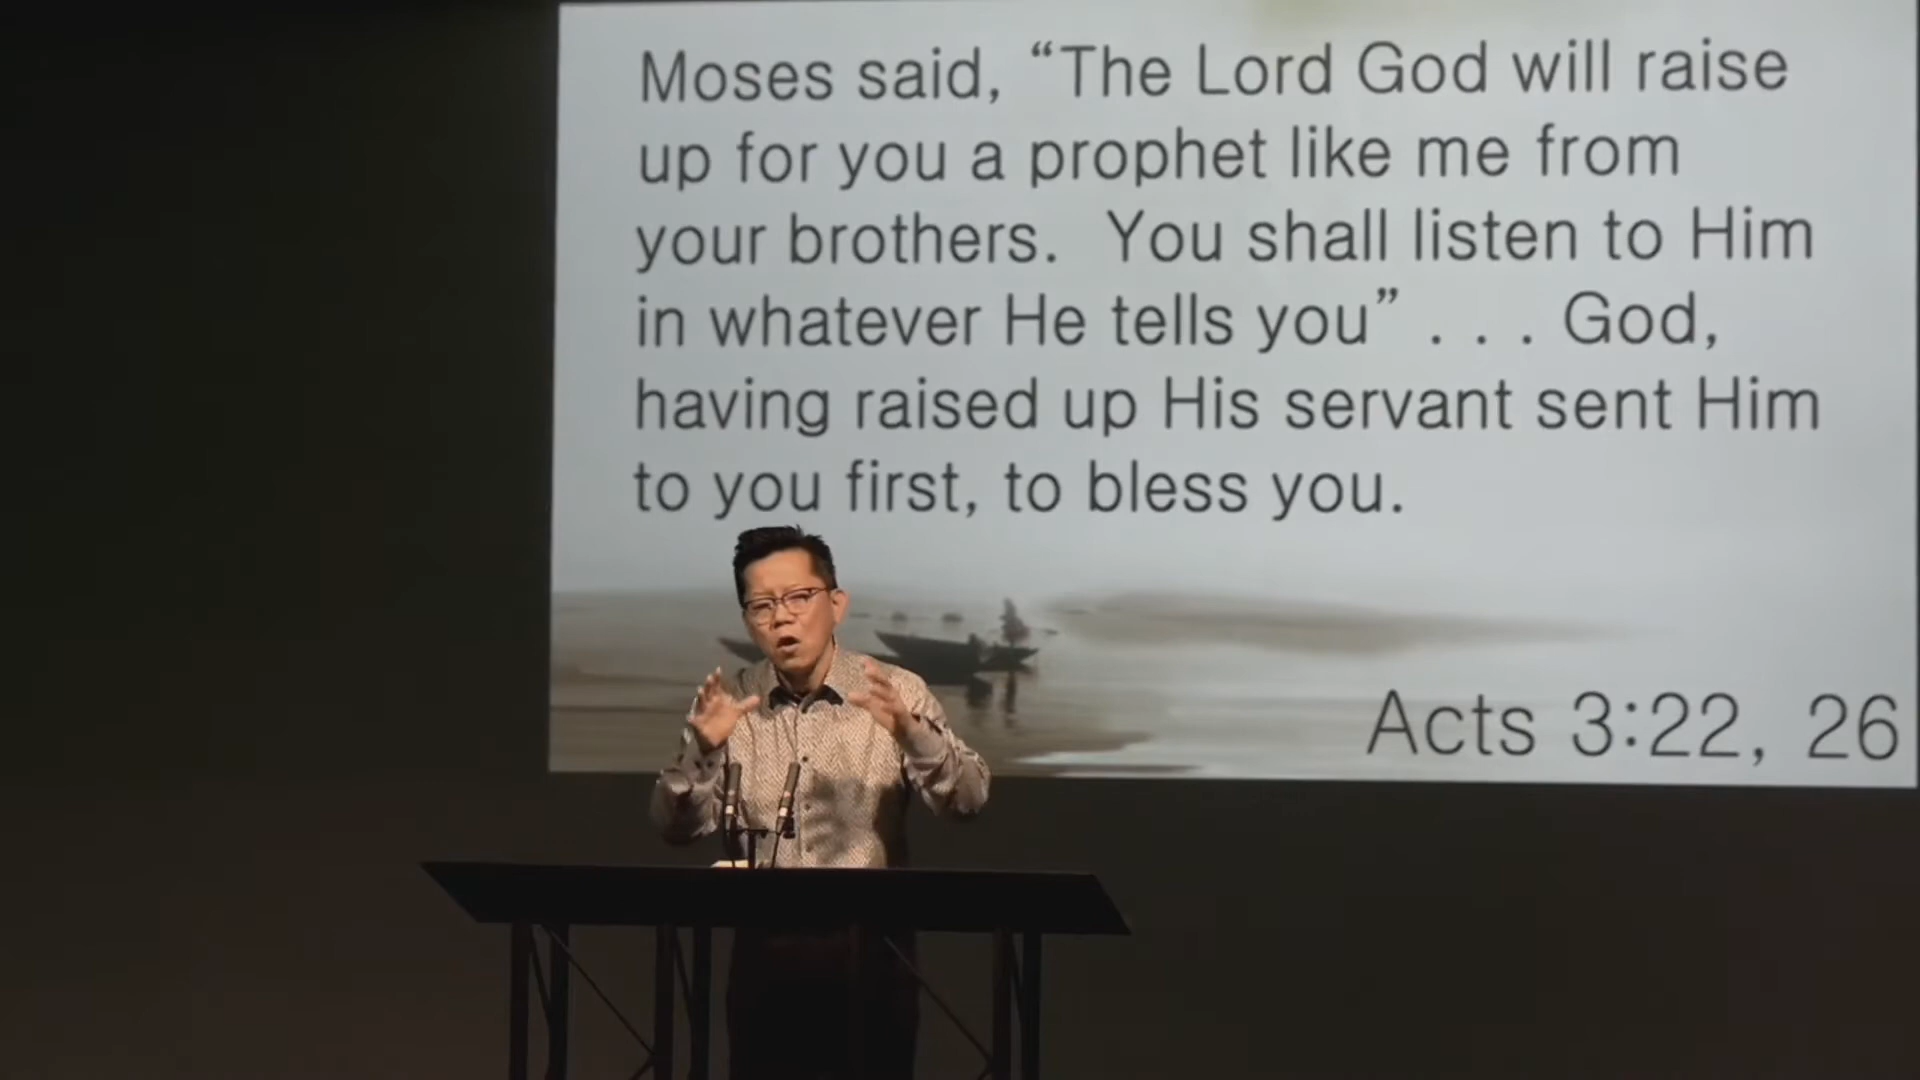 Moses said, “The Lord God will raise
up for you a prophet like me from
your brothers.  You shall listen to Him
in whatever He tells you” . . . God,
having raised up His servant sent Him
to you first, to bless you.
Acts 3:22, 26